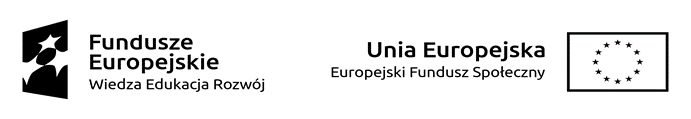 Fundusze
Europejskie
Wiedza Edukacja Rozwój
Unia Europejska
Europejski Fundusz Społeczny